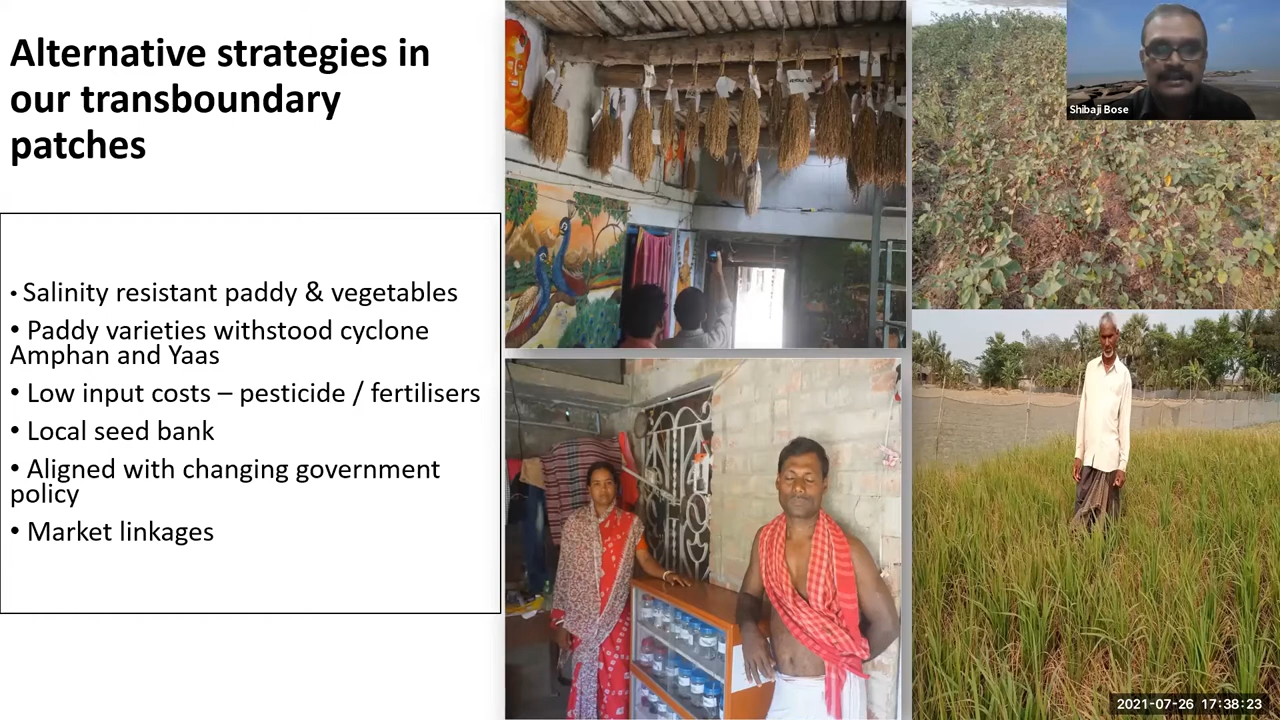 Alternative strategies in
our transboundary
patches
• Salinity resistant paddy & vegetables
• Paddy varieties withstood cyclone
Amphan and Yaas
• Low input costs – pesticide / fertilisers
• Local seed bank
• Aligned with changing government
policy
• Market linkages
Shibaji Bose
2021-07-26 17:38:23